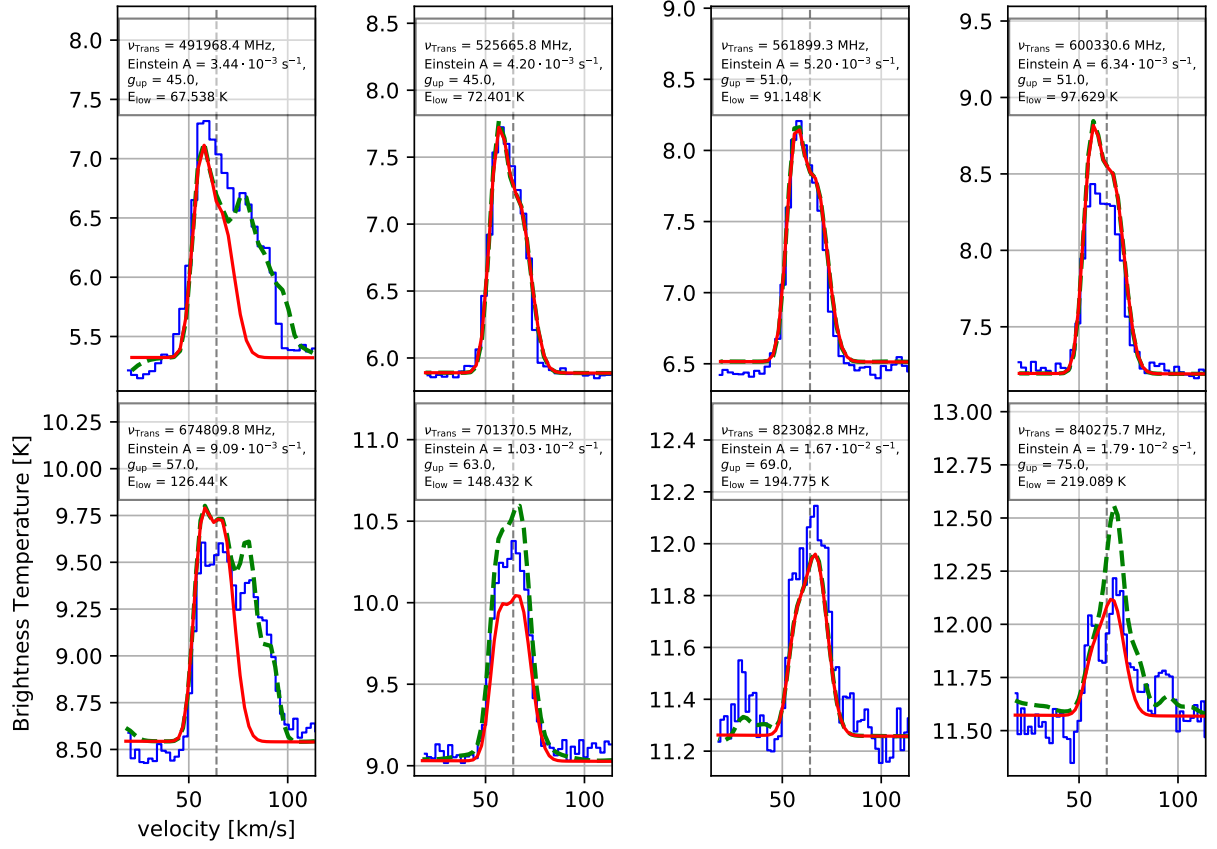 8.0
7.5
7.0
6.5
6.0
5.5
ν_Trans = 491968.4 MHz,
Einstein A = 3.44 · 10⁻³ s⁻¹,
g_up = 45.0,
E_low = 67.538 K
8.5
8.0
7.5
7.0
6.5
6.0
ν_Trans = 525665.8 MHz,
Einstein A = 4.20 · 10⁻³ s⁻¹,
g_up = 45.0,
E_low = 72.401 K
9.0
8.5
8.0
7.5
7.0
6.5
ν_Trans = 561899.3 MHz,
Einstein A = 5.20 · 10⁻³ s⁻¹,
g_up = 51.0,
E_low = 91.148 K
9.5
9.0
8.5
8.0
7.5
ν_Trans = 600330.6 MHz,
Einstein A = 6.34 · 10⁻³ s⁻¹,
g_up = 51.0,
E_low = 97.629 K
Brightness Temperature [K]
10.25
10.00
9.75
9.50
9.25
9.00
8.75
8.50
ν_Trans = 674809.8 MHz,
Einstein A = 9.09 · 10⁻³ s⁻¹,
g_up = 57.0,
E_low = 126.44 K
50 100
velocity [km/s]
11.0
10.5
10.0
9.5
9.0
ν_Trans = 701370.5 MHz,
Einstein A = 1.03 · 10⁻² s⁻¹,
g_up = 63.0,
E_low = 148.432 K
50 100
12.4
12.2
12.0
11.8
11.6
11.4
11.2
ν_Trans = 823082.8 MHz,
Einstein A = 1.67 · 10⁻² s⁻¹,
g_up = 69.0,
E_low = 194.775 K
50 100
13.00
12.75
12.50
12.25
12.00
11.75
11.50
ν_Trans = 840275.7 MHz,
Einstein A = 1.79 · 10⁻² s⁻¹,
g_up = 75.0,
E_low = 219.089 K
50 100